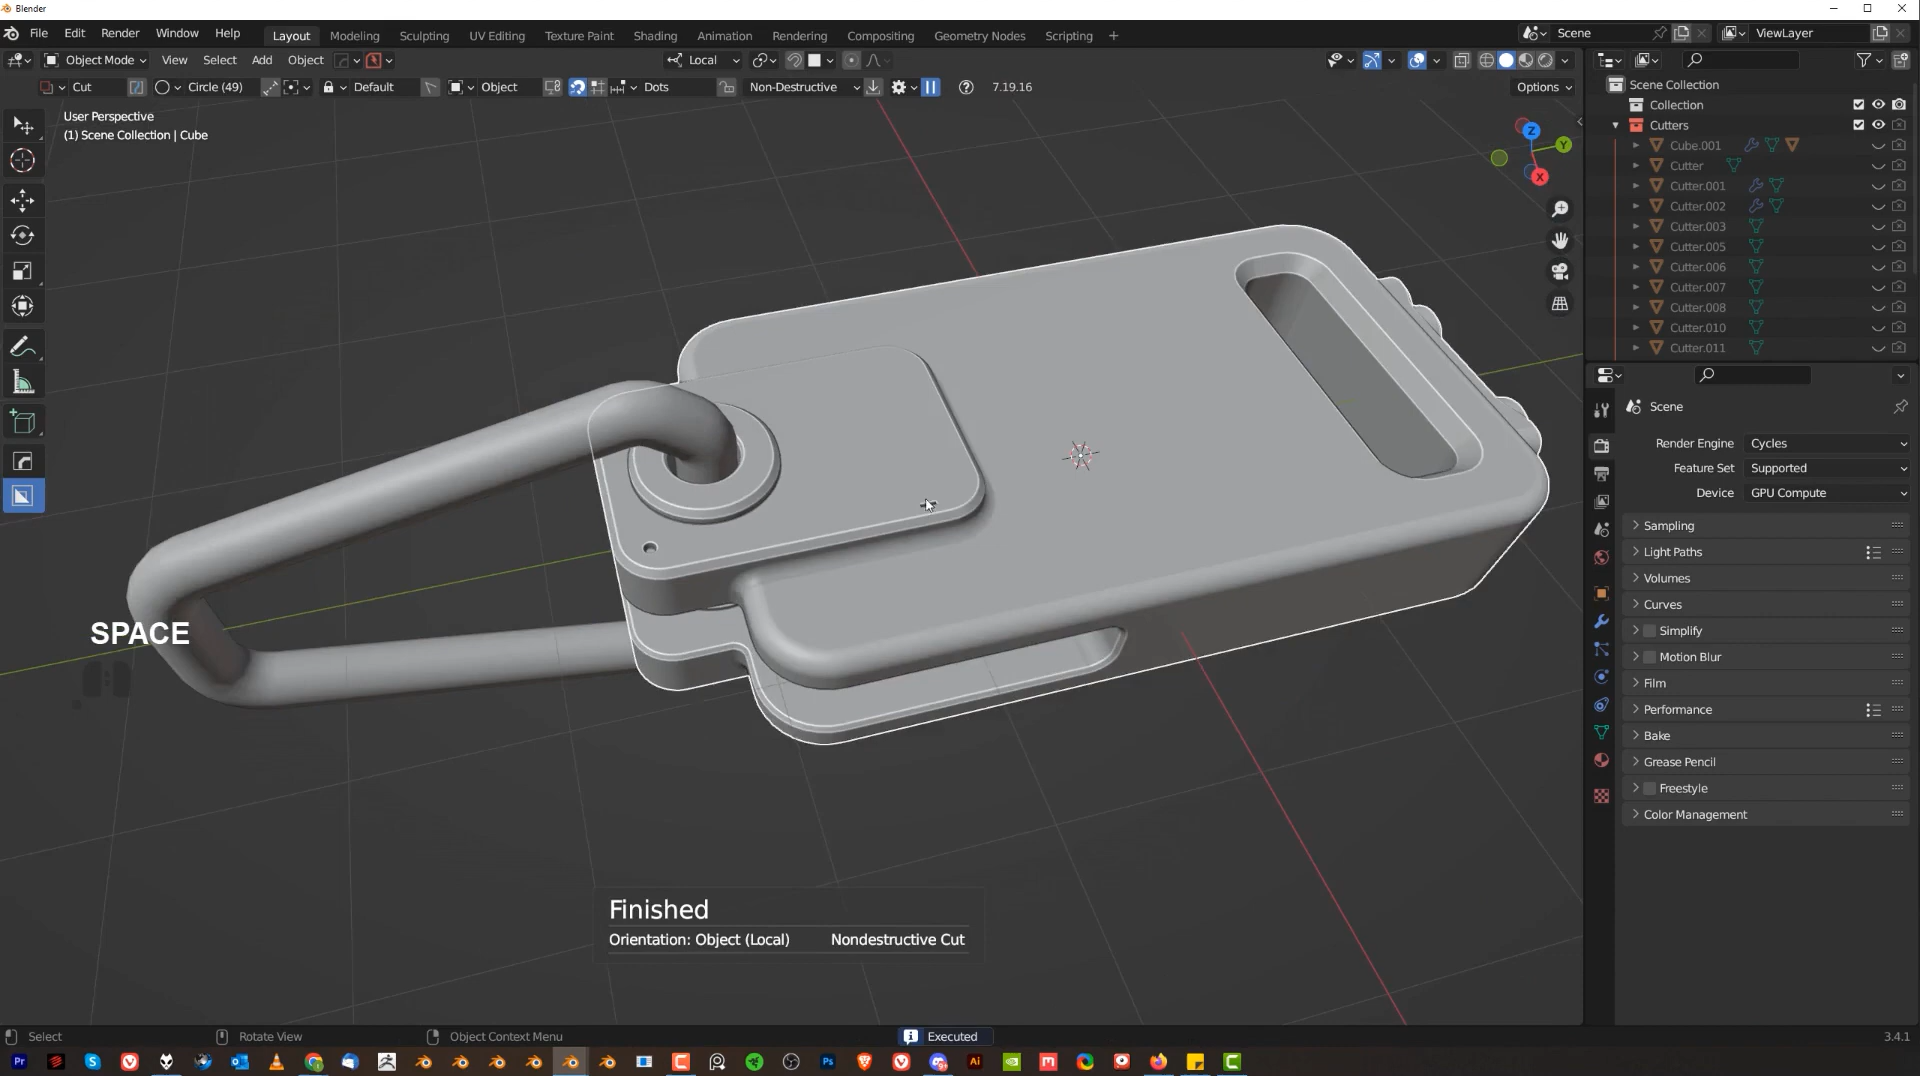 Blender
File Edit Render Window Help
Layout Modeling Sculpting UV Editing Texture Paint Shading Animation Rendering Compositing Geometry Nodes Scripting +
Scene
ViewLayer
Object Mode View Select Add Object
Local
Cut Circle (49) Default Object Dots Non-Destructive 7.19.16
Options
User Perspective
(1) Scene Collection | Cube
Z
Y
X
Scene Collection
Collection
Cutters
Cube.001
Cutter
Cutter.001
Cutter.002
Cutter.003
Cutter.005
Cutter.006
Cutter.007
Cutter.008
Cutter.010
Cutter.011
Scene
Render Engine Cycles
Feature Set Supported
Device GPU Compute
Sampling
Light Paths
Volumes
Curves
Simplify
Motion Blur
Film
Performance
Bake
Grease Pencil
Freestyle
Color Management
SPACE
Finished
Orientation: Object (Local) Nondestructive Cut
Select Rotate View Object Context Menu
Executed
3.4.1
Pr
S
Ps
Ai